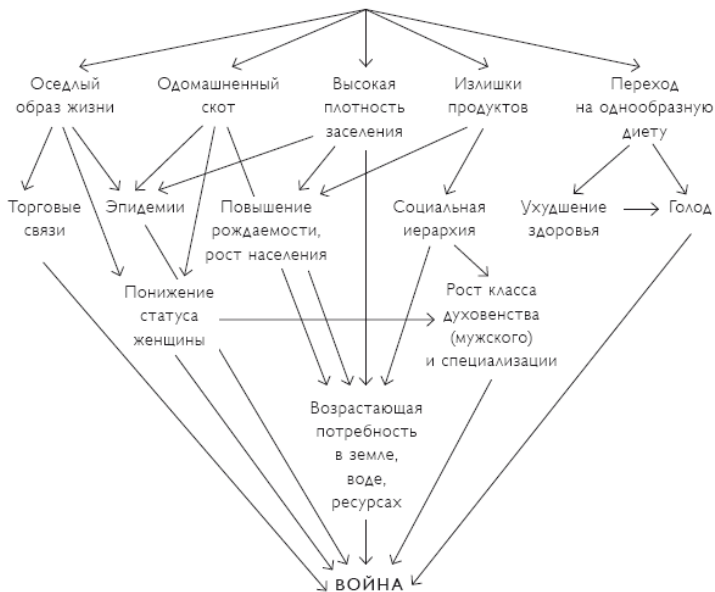 Оседлый
образ жизни
Одомашненный
скот
Высокая
плотность
заселения
Излишки
продуктов
Переход
на однообразную
диету
Торговые
связи
Эпидемии
Повышение
рождаемости,
рост населения
Социальная
иерархия
Ухудшение
здоровья
Голод
Понижение
статуса
женщины
Рост класса
духовенства
(мужского)
и специализации
Возрастающая
потребность
в земле,
воде,
ресурсах
ВОЙНА